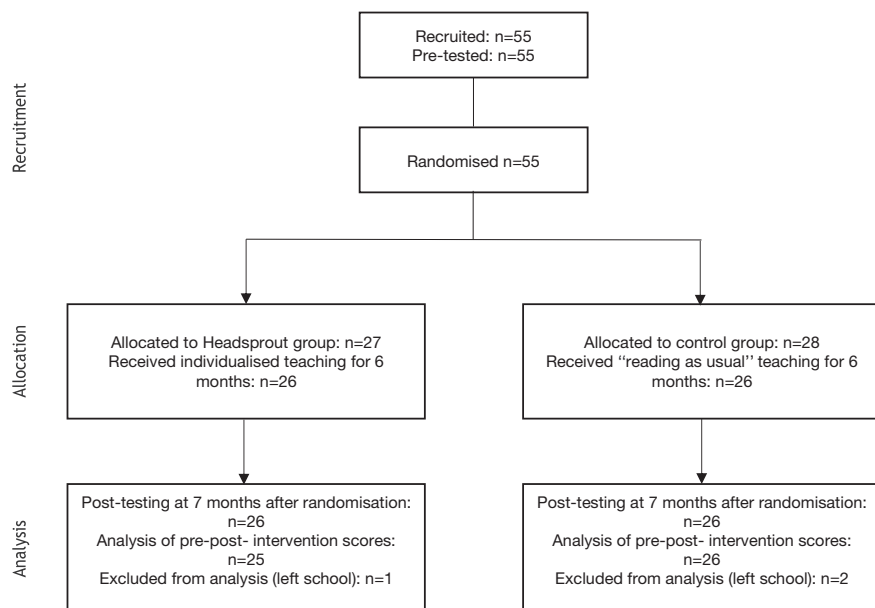 Recruitment
Recruited: n=55
Pre-tested: n=55
Randomised n=55
Allocation
Allocated to Headsprout group: n=27
Received individualised teaching for 6
months: n=26
Allocated to control group: n=28
Received “reading as usual” teaching for 6
months: n=26
Analysis
Post-testing at 7 months after randomisation:
n=26
Analysis of pre-post- intervention scores:
n=25
Excluded from analysis (left school): n=1
Post-testing at 7 months after randomisation:
n=26
Analysis of pre-post- intervention scores:
n=26
Excluded from analysis (left school): n=2